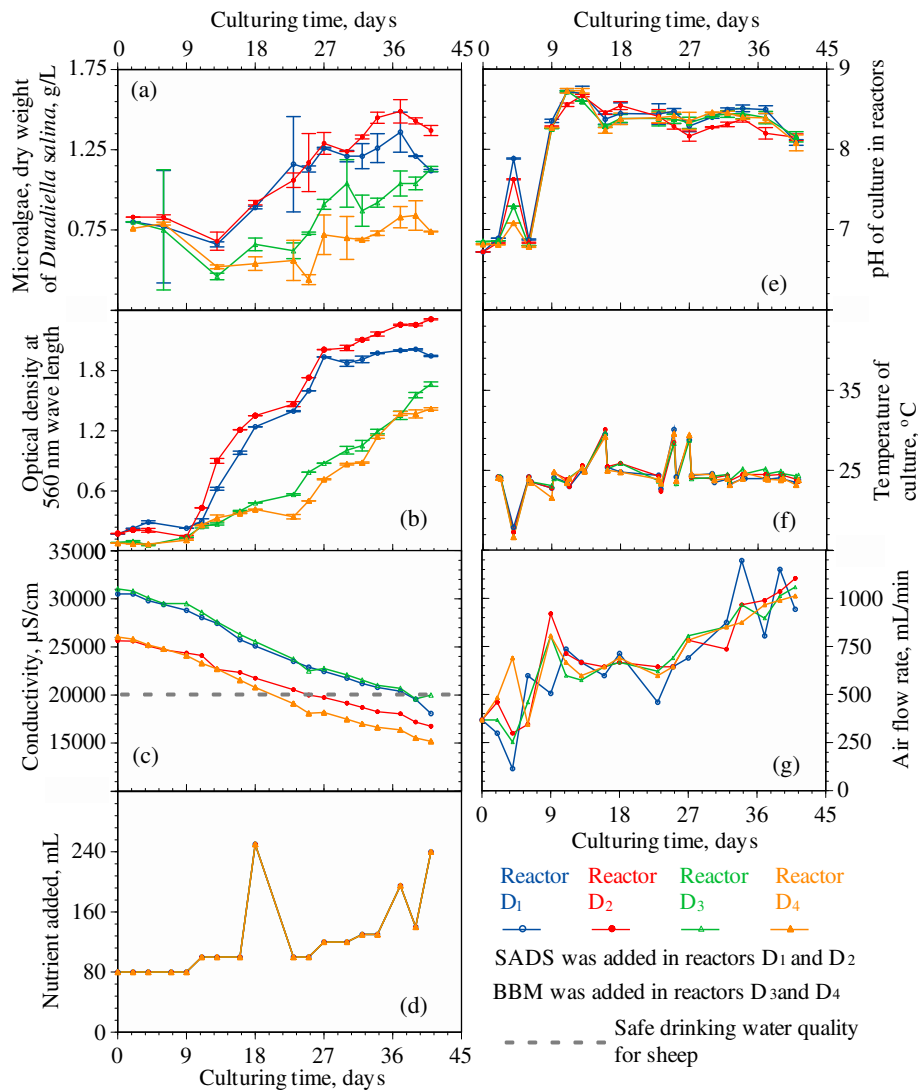 Culturing time, days
0 9 18 27 36 45
Culturing time, days
0 9 18 27 36 45
Microalgae, dry weight
of Dundiella salina, g/L
1.75
1.25
0.75
(a)
pH of culture in reactors
9
8
7
6
(e)
Optical density at
560 nm wave length
1.8
1.2
0.6
0
(b)
Temperature of
culture, °C
35
25
(f)
Conductivity, µS/cm
35000
30000
25000
20000
15000
(c)
Air flow rate, mL/min
1000
750
500
250
0
(g)
0 9 18 27 36 45
Culturing time, days
Nutrient added, mL
240
160
80
0
(d)
0 9 18 27 36 45
Culturing time, days
Reactor Reactor Reactor Reactor
D1 D2 D3 D4
SADS was added in reactors D1 and D2
BBM was added in reactors D3and D4
Safe drinking water quality
for sheep